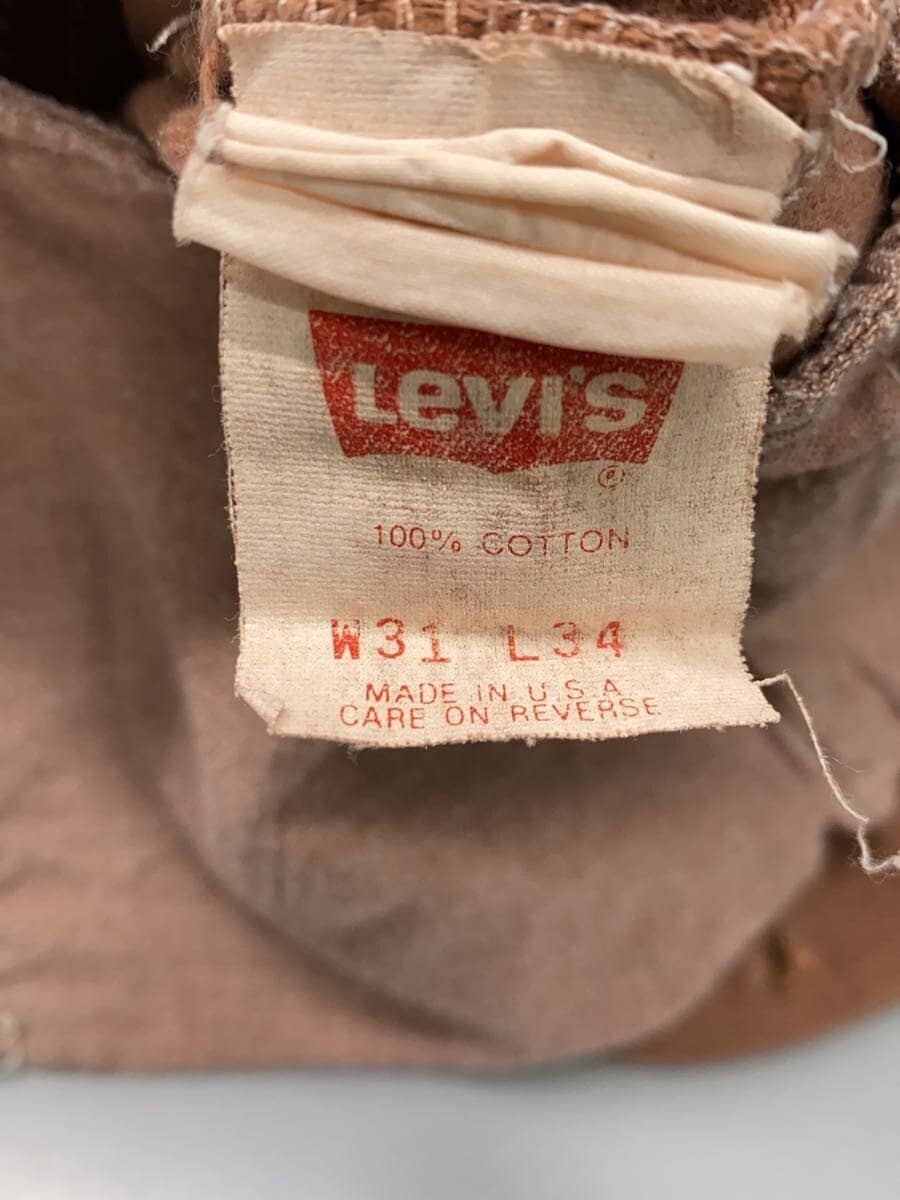 Levi's
®
100% COTTON
W31 L34
MADE IN U S A
CARE ON REVERSE